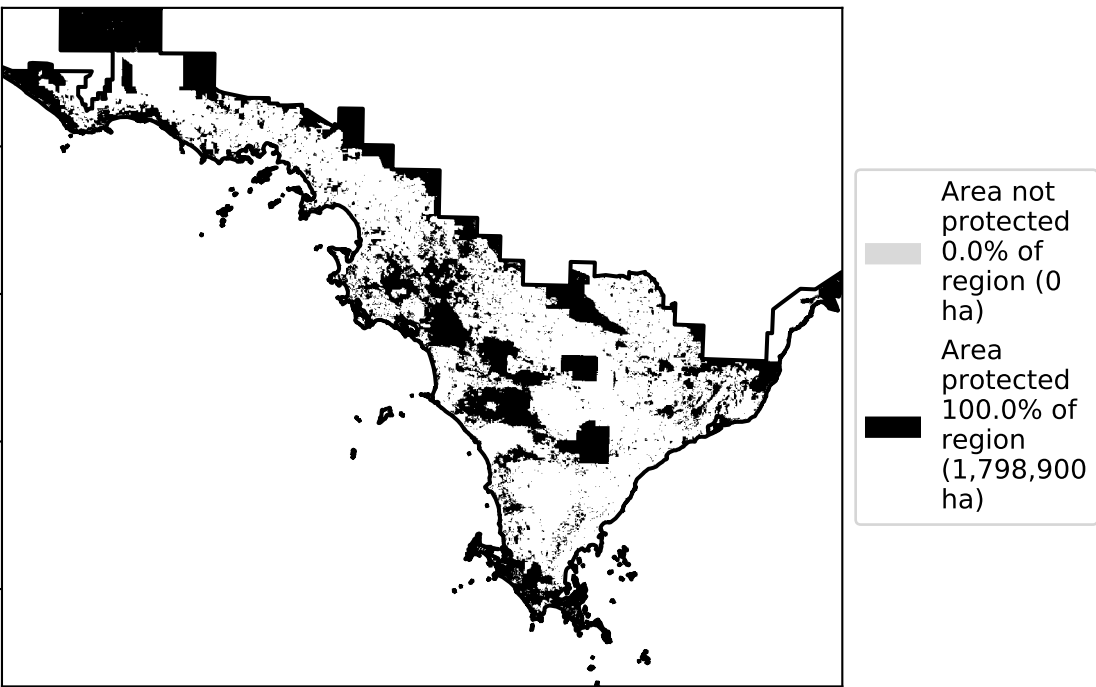 Area not
protected
0.0% of
region (0
ha)
Area
protected
100.0% of
region
(1,798,900
ha)